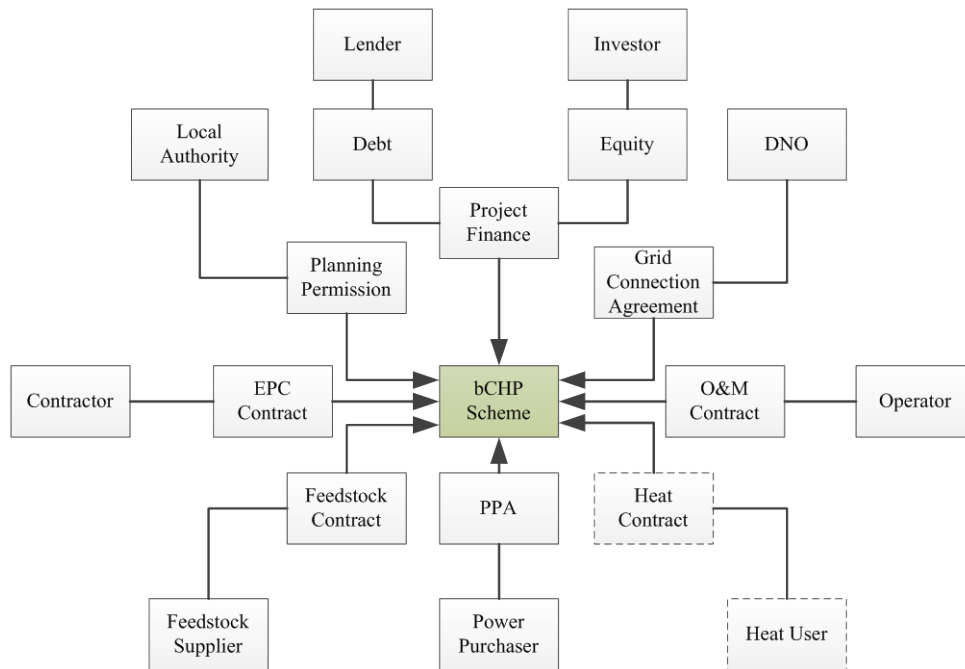 Lender
Investor
Local
Authority
Debt
Equity
DNO
Project
Finance
Planning
Permission
Grid
Connection
Agreement
Contractor
EPC
Contract
bCHP
Scheme
O&M
Contract
Operator
Feedstock
Contract
PPA
Heat
Contract
Feedstock
Supplier
Power
Purchaser
Heat User